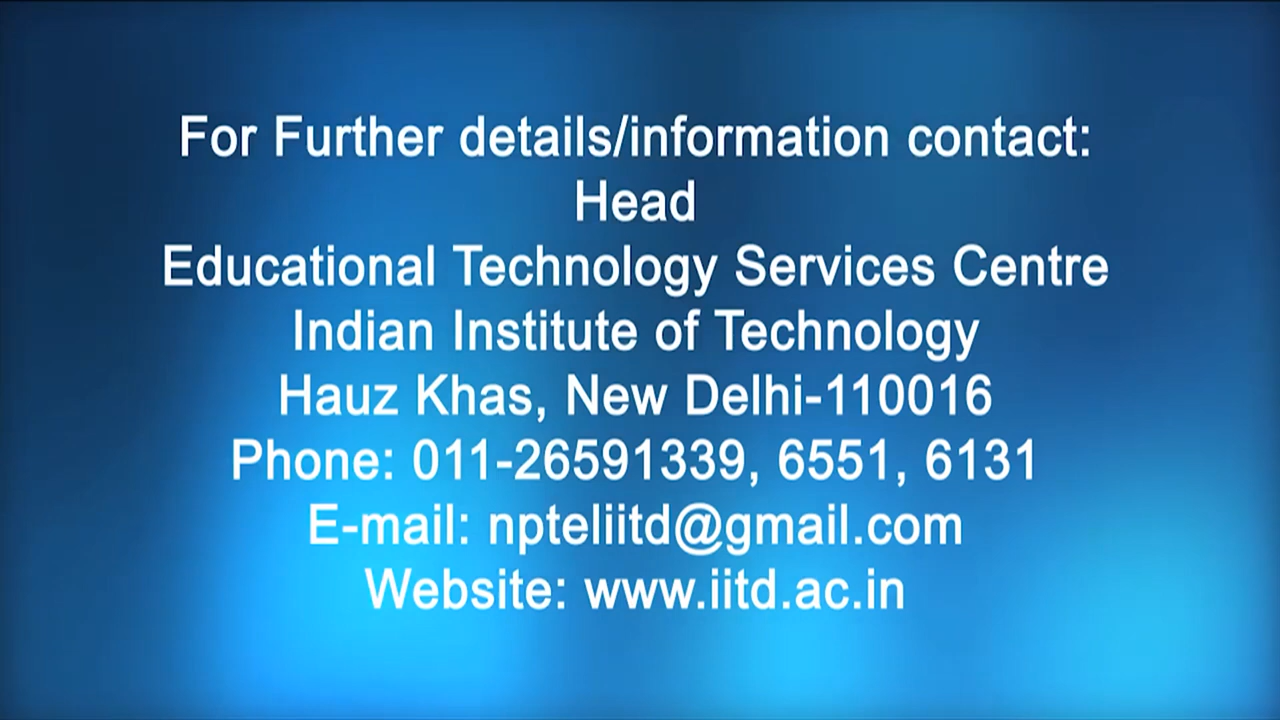 For Further details/information contact:
Head
Educational Technology Services Centre
Indian Institute of Technology
Hauz Khas, New Delhi-110016
Phone: 011-26591339, 6551, 6131
E-mail: npteliitd@gmail.com
Website: www.iitd.ac.in